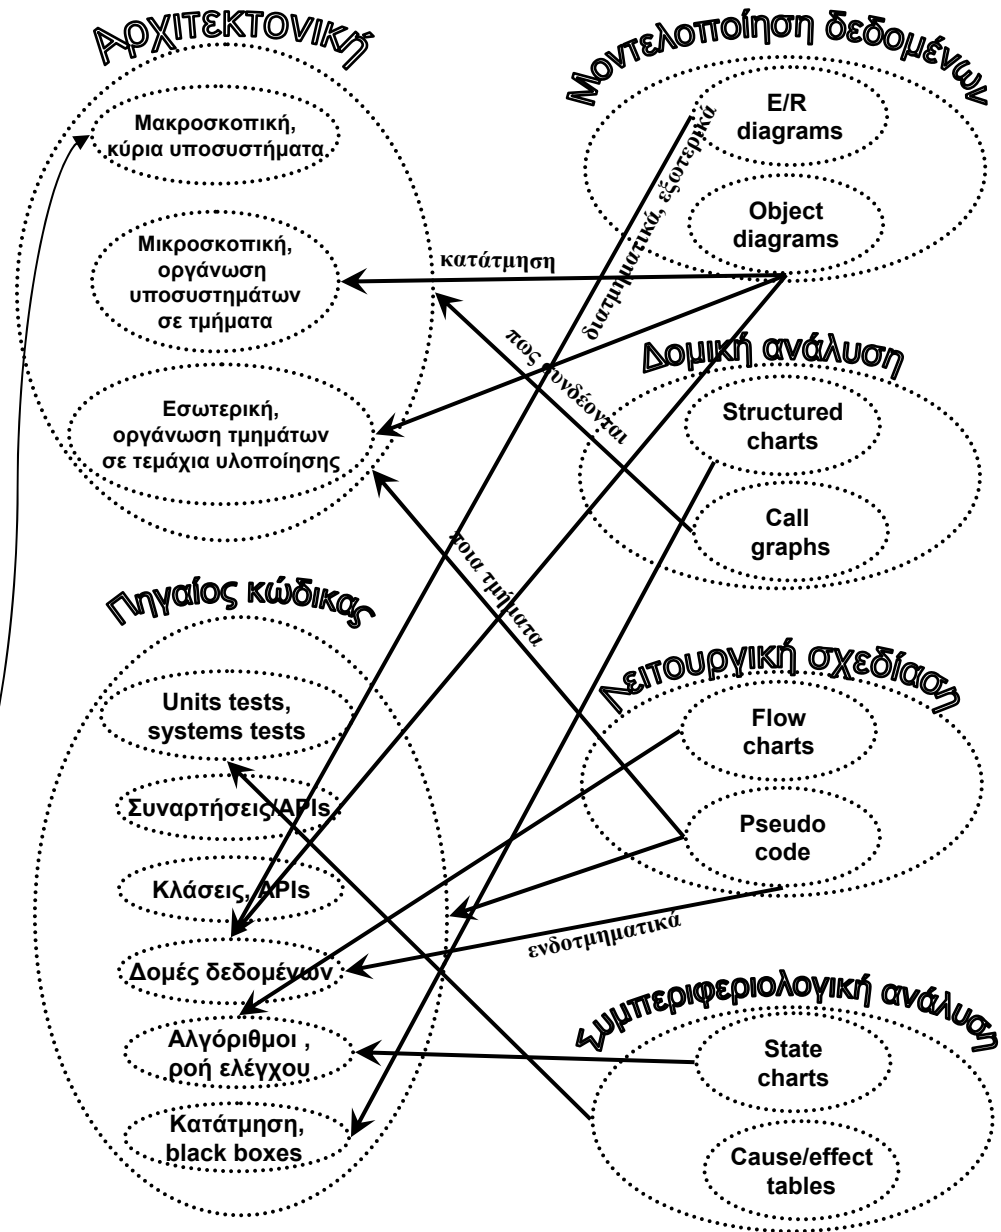 Αρχιτεκτονική
Μακροσκοπική,
κύρια υποσυστήματα
Μικροσκοπική,
οργάνωση
υποσυστημάτων
σε τμήματα
Εσωτερική,
οργάνωση τμημάτων
σε τεμάχια υλοποίησης
Πηγαίος κώδικας
Units tests,
systems tests
Συναρτήσεις/APIs
Κλάσεις, APIs
Δομές δεδομένων
Αλγόριθμοι ,
ροή ελέγχου
Κατάτμηση,
black boxes
κατάτμηση
διατμηματικά, εξωτερικά
πως συνδέονται
ποια τμήματα
ενδοτμηματικά
Μοντελοποίηση δεδομένων
E/R
diagrams
Object
diagrams
Δομική ανάλυση
Structured
charts
Call
graphs
Λειτουργική σχεδίαση
Flow
charts
Pseudo
code
Συμπεριφεριολογική ανάλυση
State
charts
Cause/effect
tables